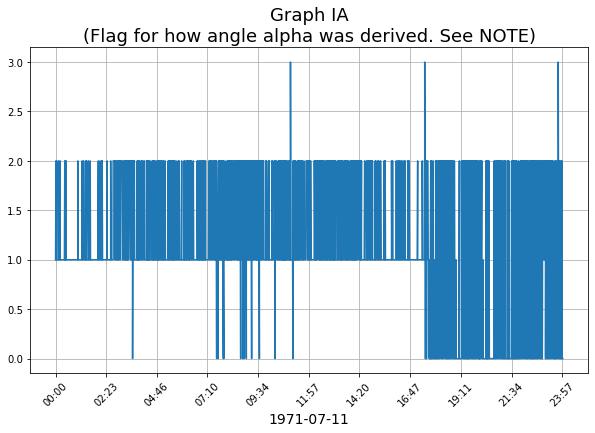 Graph IA
(Flag for how angle alpha was derived. See NOTE)
3.0
2.5
2.0
1.5
1.0
0.5
0.0
00:00 02:23 04:46 07:10 09:34 11:57 14:20 16:47 19:11 21:34 23:57
1971-07-11